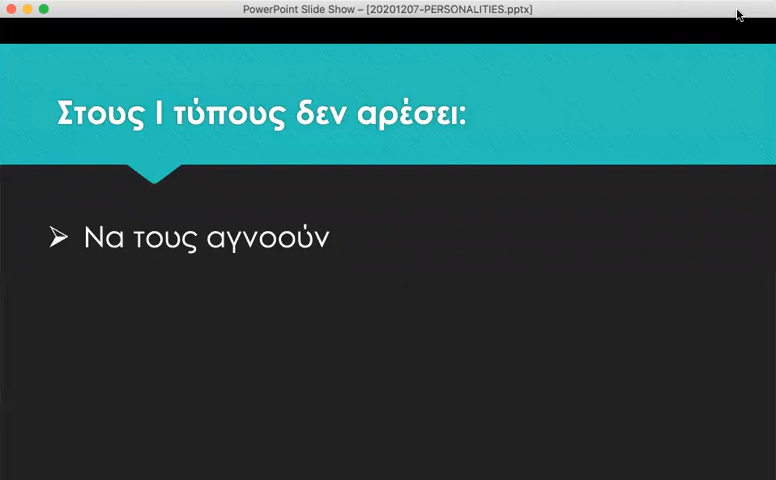 PowerPoint Slide Show – [20201207-PERSONALITIES.pptx]
Στους Ι τύπους δεν αρέσει:
➢ Να τους αγνοούν